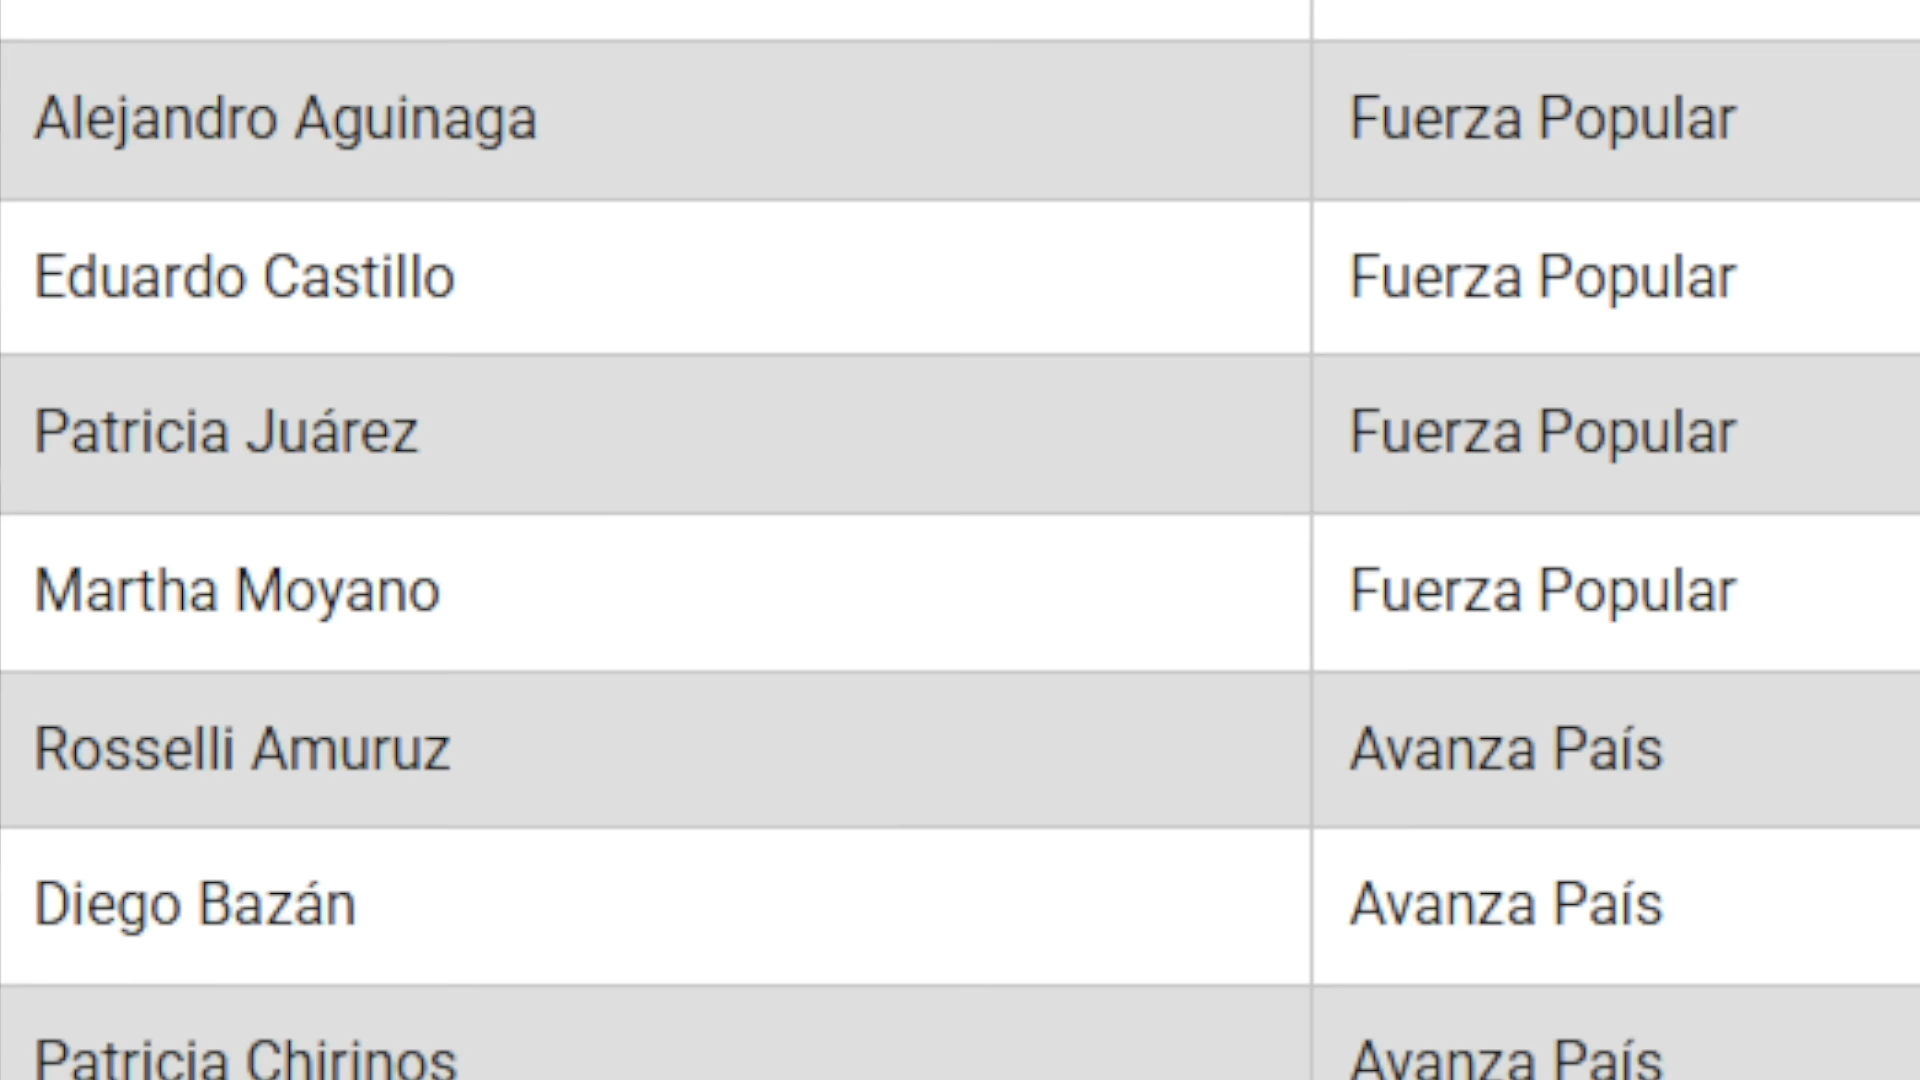 Alejandro Aguinaga Fuerza Popular
Eduardo Castillo Fuerza Popular
Patricia Juárez Fuerza Popular
Martha Moyano Fuerza Popular
Rosselli Amuruz Avanza País
Diego Bazán Avanza País
Patricia Chirinos Avanza País